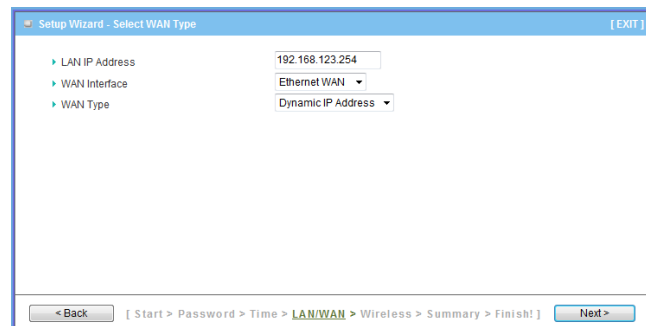 Setup Wizard - Select WAN Type [ EXIT ]
LAN IP Address 192.168.123.254
WAN Interface Ethernet WAN
WAN Type Dynamic IP Address
< Back [ Start > Password > Time > LAN/WAN > Wireless > Summary > Finish! ] Next >